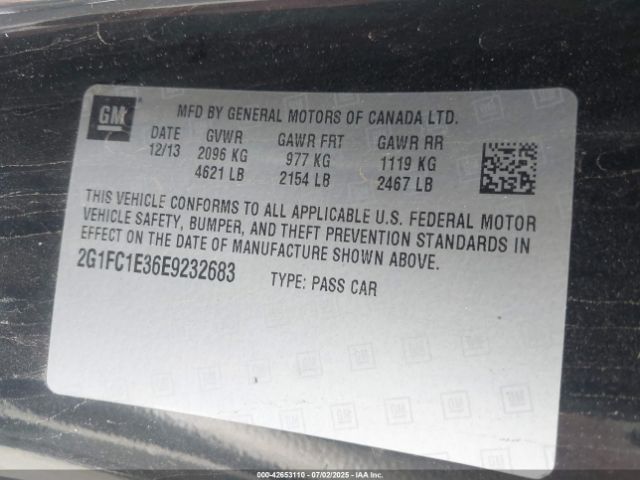 GM
MFD BY GENERAL MOTORS OF CANADA LTD.
DATE GVWR GAWR FRT GAWR RR
12/13 2096 KG 977 KG 1119 KG
4621 LB 2154 LB 2467 LB
THIS VEHICLE CONFORMS TO ALL APPLICABLE U.S. FEDERAL MOTOR
VEHICLE SAFETY, BUMPER, AND THEFT PREVENTION STANDARDS IN
EFFECT ON THE DATE OF MANUFACTURE SHOWN ABOVE.
2G1FC1E36E9232683 TYPE: PASS CAR
000-42653110 - 07/02/2025 - IAAI.COM